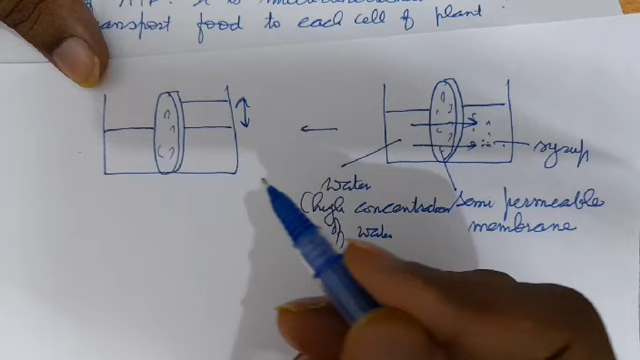 ATP. It is
transport food to each cell of plant
syrup
water
(high concentration
of water
semi permeable
membrane